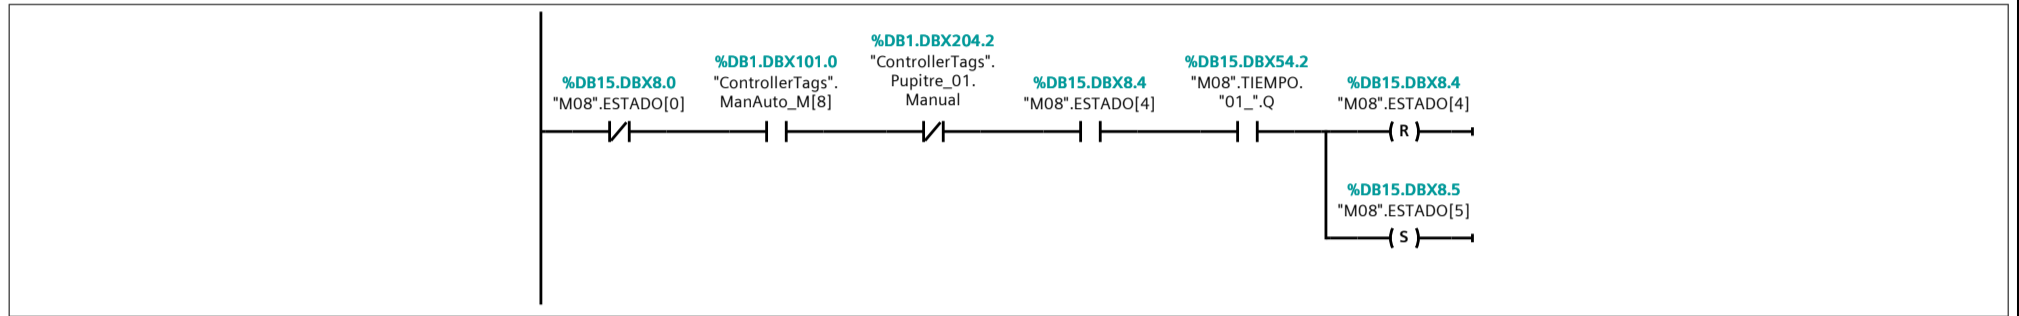 %DB15.DBX8.0
"M08".ESTADO[0]
%DB1.DBX101.0
"ControllerTags".
ManAuto_M[8]
%DB1.DBX204.2
"ControllerTags".
Pupitre_01.
Manual
%DB15.DBX8.4
"M08".ESTADO[4]
%DB15.DBX54.2
"M08".TIEMPO.
"01_".Q
%DB15.DBX8.4
"M08".ESTADO[4]
R
%DB15.DBX8.5
"M08".ESTADO[5]
S